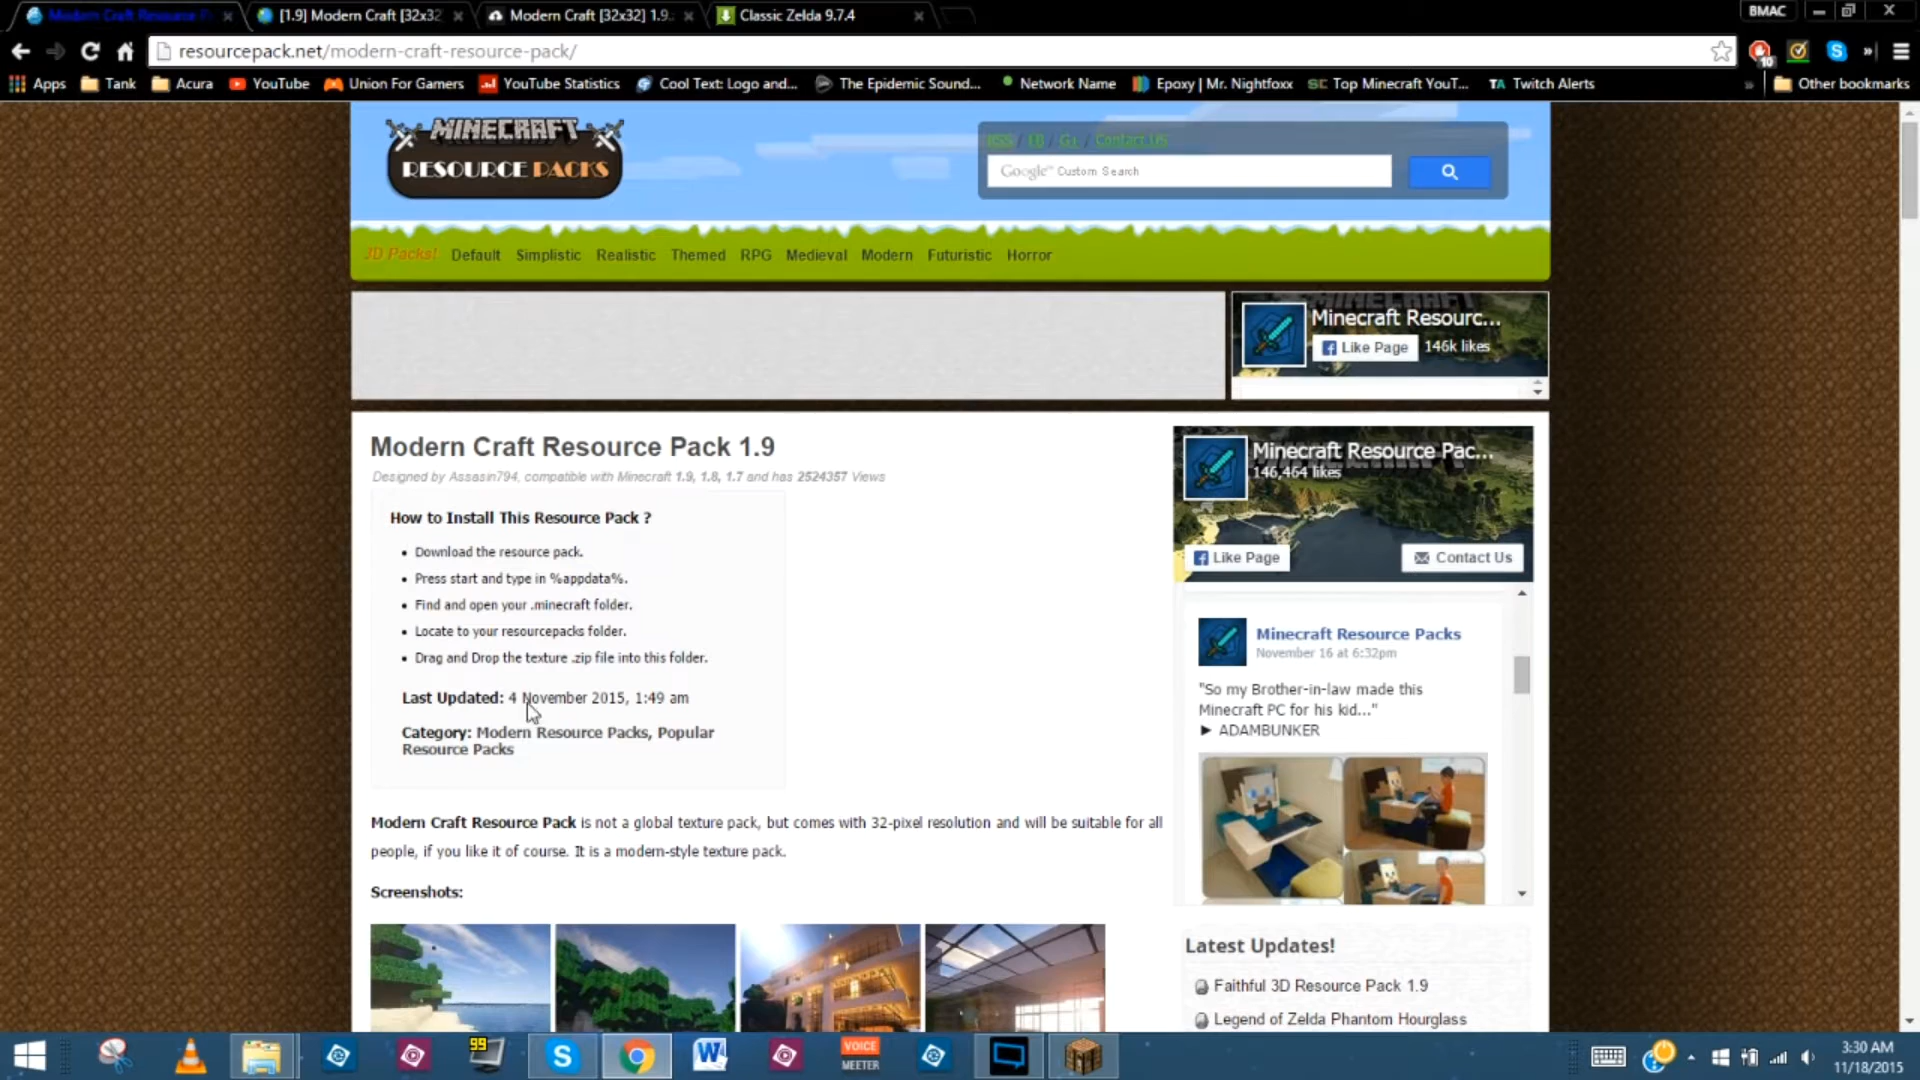 Modern Craft Resource P
[1.9] Modern Craft [32x32
Modern Craft [32x32] 1.9.
Classic Zelda 9.7.4
BMAC
resourcepack.net/modern-craft-resource-pack/
10
Apps Tank Acura YouTube Union For Gamers YouTube Statistics Cool Text: Logo and... The Epidemic Sound... Network Name Epoxy | Mr. Nightfoxx Top Minecraft YouT... TA Twitch Alerts » Other bookmarks
MINECRAFT
RESOURCE PACKS
RSS / FB / G+ / Contact US
Google™ Custom Search
3D Packs! Default Simplistic Realistic Themed RPG Medieval Modern Futuristic Horror
Minecraft Resourc...
Like Page 146k likes
Modern Craft Resource Pack 1.9
Designed by Assasin794, compatible with Minecraft 1.9, 1.8, 1.7 and has 2524357 Views
How to Install This Resource Pack ?
• Download the resource pack.
• Press start and type in %appdata%.
• Find and open your .minecraft folder.
• Locate to your resourcepacks folder.
• Drag and Drop the texture .zip file into this folder.
Last Updated: 4 November 2015, 1:49 am
Category: Modern Resource Packs, Popular
Resource Packs
Modern Craft Resource Pack is not a global texture pack, but comes with 32-pixel resolution and will be suitable for all
people, if you like it of course. It is a modern-style texture pack.
Screenshots:
Minecraft Resource Pac...
146,464 likes
Like Page
Contact Us
Minecraft Resource Packs
November 16 at 6:32pm
"So my Brother-in-law made this
Minecraft PC for his kid..."
► ADAMBUNKER
Latest Updates!
Faithful 3D Resource Pack 1.9
Legend of Zelda Phantom Hourglass
99
VOICE
MEETER
3:30 AM
11/18/2015